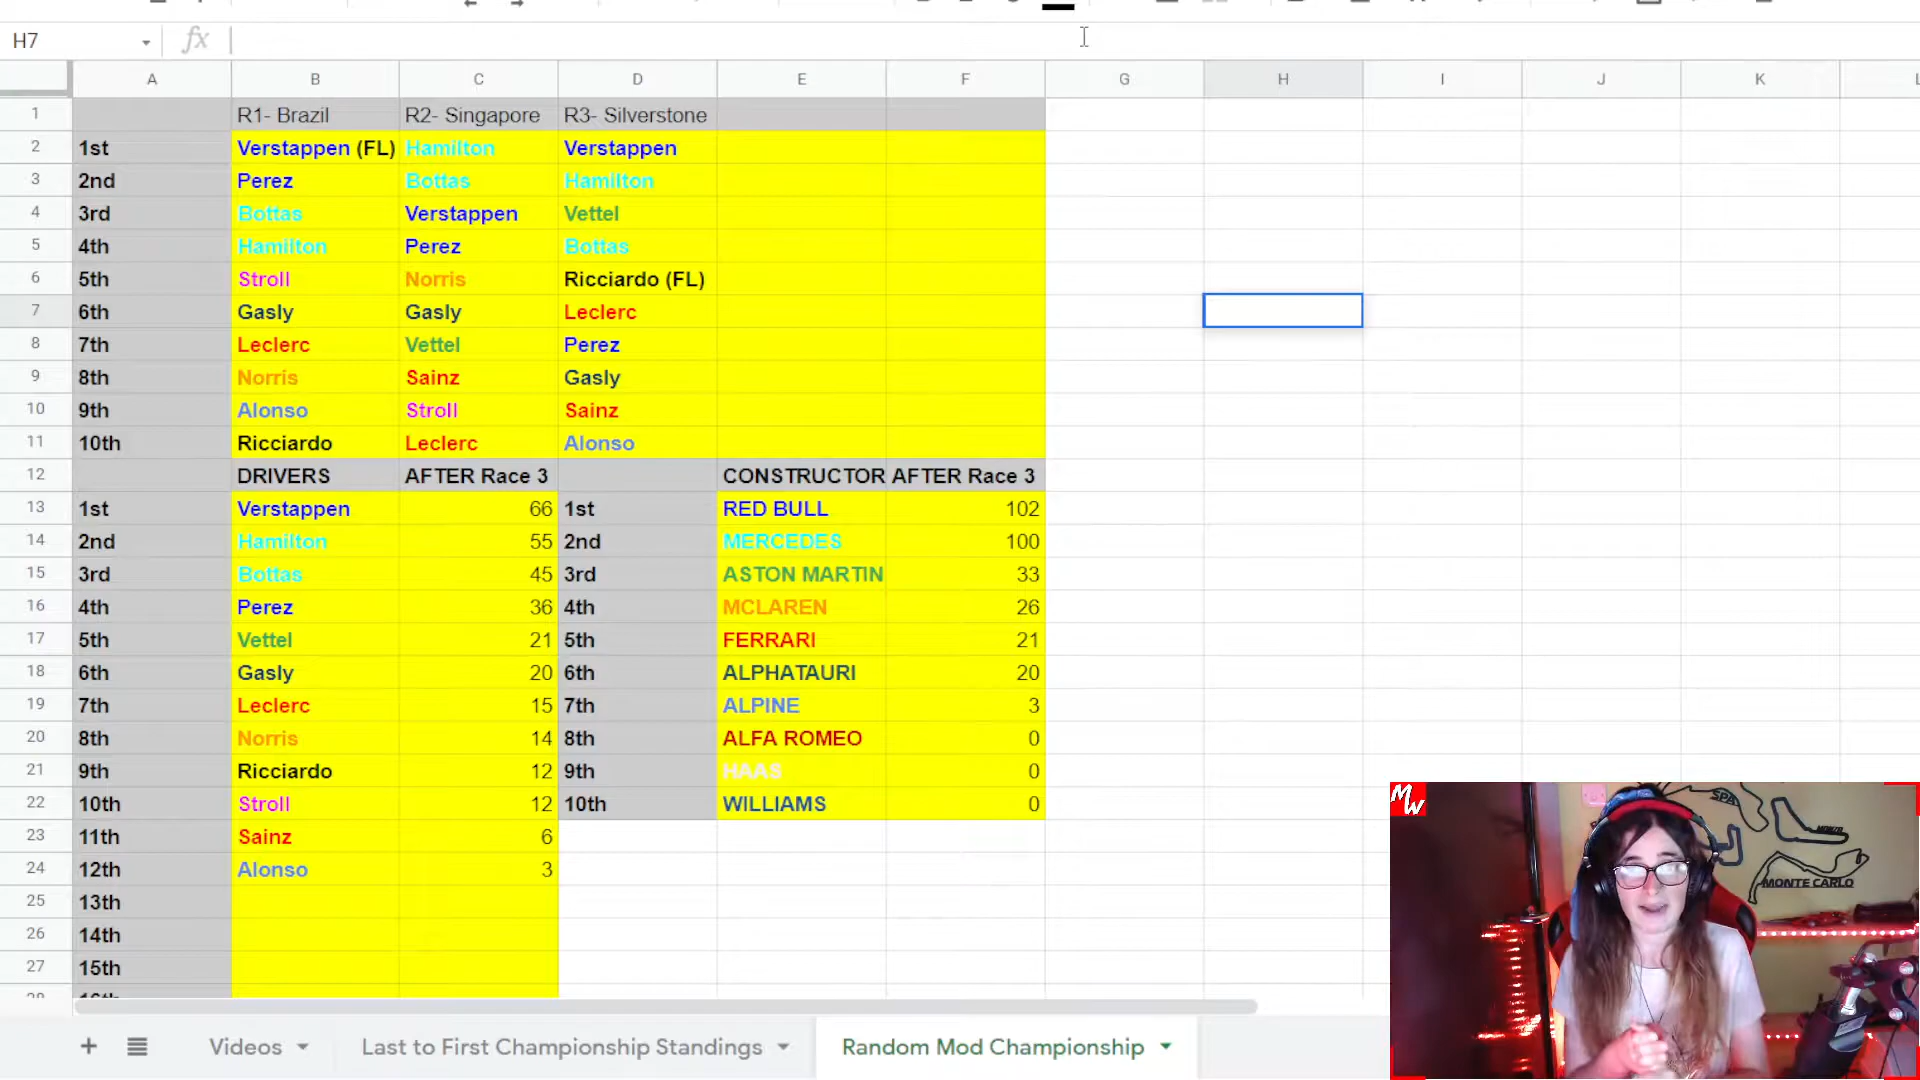 H7 fx
A B C D E F G H I J K L
1 R1- Brazil R2- Singapore R3- Silverstone
2 1st Verstappen (FL) Hamilton Verstappen
3 2nd Perez Bottas Hamilton
4 3rd Bottas Verstappen Vettel
5 4th Hamilton Perez Bottas
6 5th Stroll Norris Ricciardo (FL)
7 6th Gasly Gasly Leclerc
8 7th Leclerc Vettel Perez
9 8th Norris Sainz Gasly
10 9th Alonso Stroll Sainz
11 10th Ricciardo Leclerc Alonso
12 DRIVERS AFTER Race 3 CONSTRUCTOR AFTER Race 3
13 1st Verstappen 66 1st RED BULL 102
14 2nd Hamilton 55 2nd MERCEDES 100
15 3rd Bottas 45 3rd ASTON MARTIN 33
16 4th Perez 36 4th MCLAREN 26
17 5th Vettel 21 5th FERRARI 21
18 6th Gasly 20 6th ALPHATAURI 20
19 7th Leclerc 15 7th ALPINE 3
20 8th Norris 14 8th ALFA ROMEO 0
21 9th Ricciardo 12 9th HAAS 0
22 10th Stroll 12 10th WILLIAMS 0
23 11th Sainz 6
24 12th Alonso 3
25 13th
26 14th
27 15th
28 16th
MW
SPA
MONTE CARLO
+ Videos Last to First Championship Standings Random Mod Championship